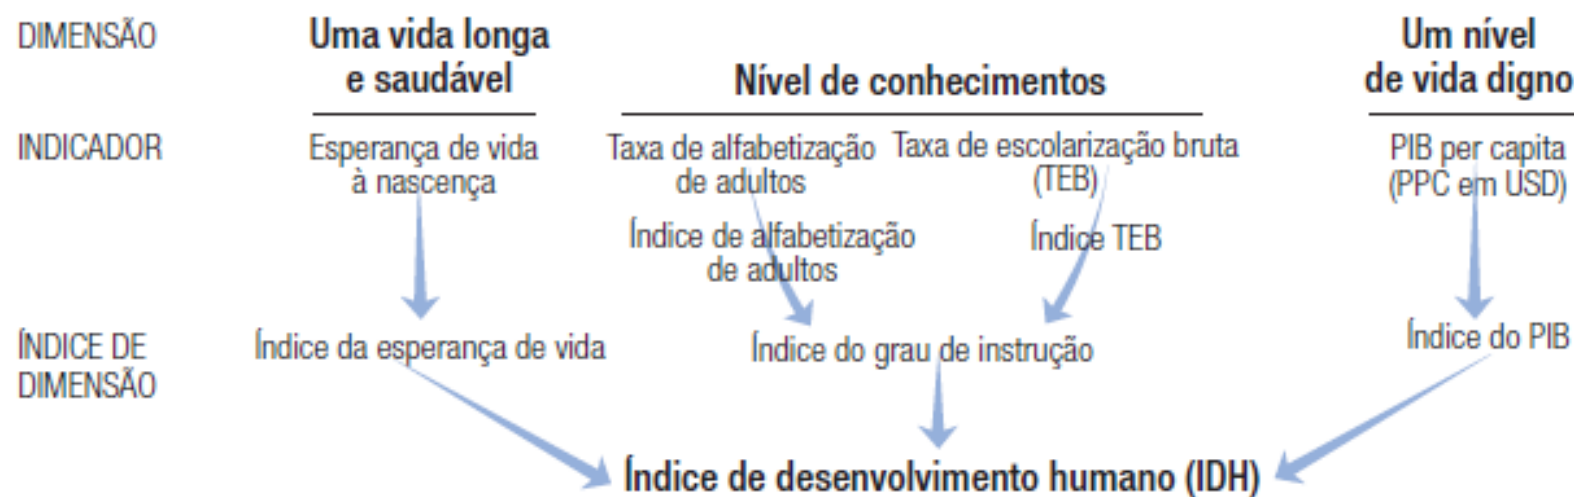 DIMENSÃO
Uma vida longa
e saudável
Nível de conhecimentos
Um nível
de vida digno
INDICADOR
Esperança de vida
à nascença
Taxa de alfabetização
de adultos
Taxa de escolarização bruta
(TEB)
PIB per capita
(PPC em USD)
Índice de alfabetização
de adultos
Índice TEB
ÍNDICE DE
DIMENSÃO
Índice da esperança de vida
Índice do grau de instrução
Índice do PIB
Índice de desenvolvimento humano (IDH)